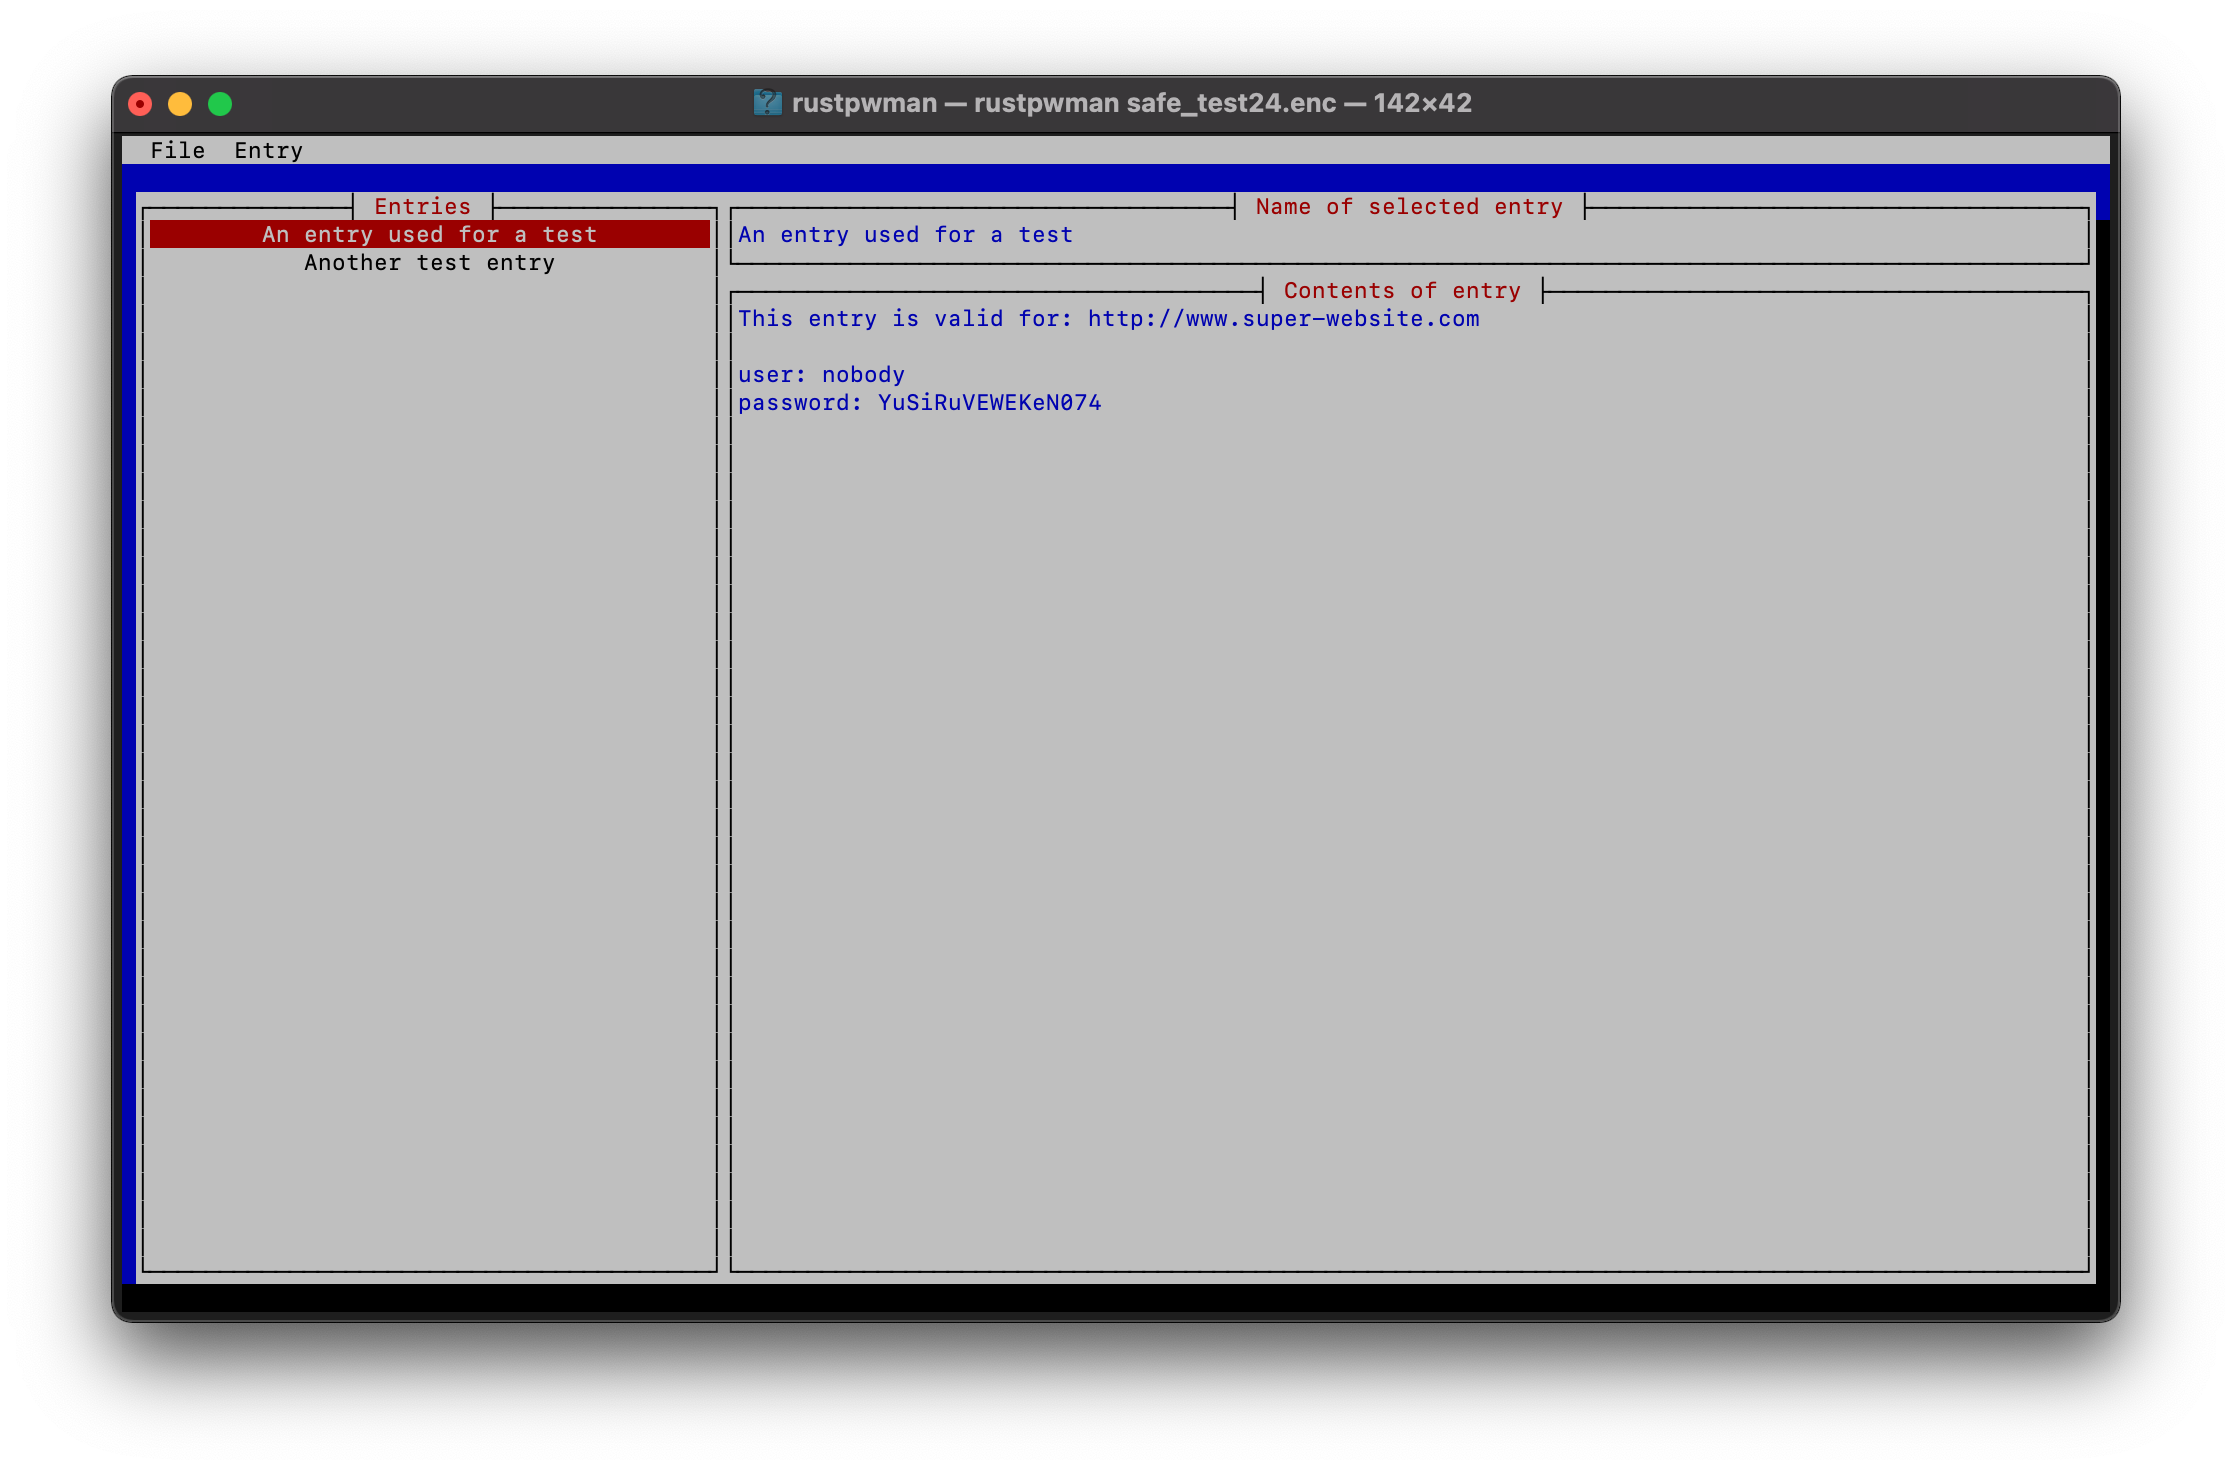 rustpwman — rustpwman safe_test24.enc — 142×42
File Entry
Entries
An entry used for a test
Another test entry
Name of selected entry
An entry used for a test
Contents of entry
This entry is valid for: http://www.super-website.com
user: nobody
password: YuSiRuVEWEKeN074